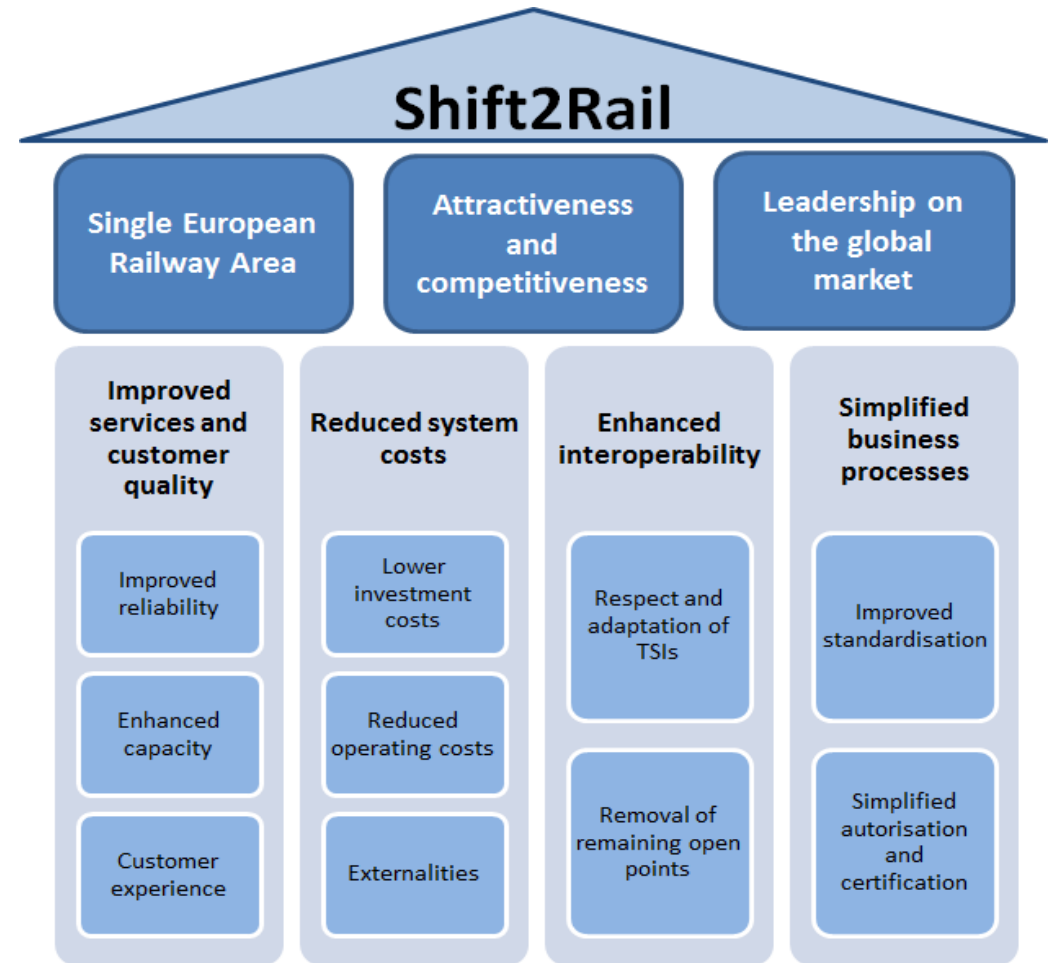 Shift2Rail
Single European
Railway Area
Attractiveness
and
competitiveness
Leadership on
the global
market
Improved
services and
customer
quality
Improved
reliability
Enhanced
capacity
Customer
experience
Reduced system
costs
Lower
investment
costs
Reduced
operating costs
Externalities
Enhanced
interoperability
Respect and
adaptation of
TSIs
Removal of
remaining open
points
Simplified
business
processes
Improved
standardisation
Simplified
autorisation
and
certification